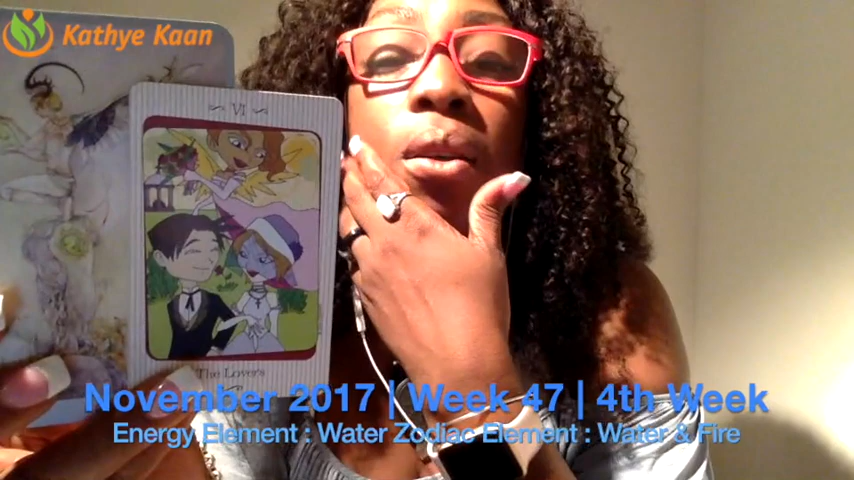 Kathye Kaan
VI
The Lovers
November 2017 | Week 47 | 4th Week
Energy Element : Water Zodiac Element : Water & Fire